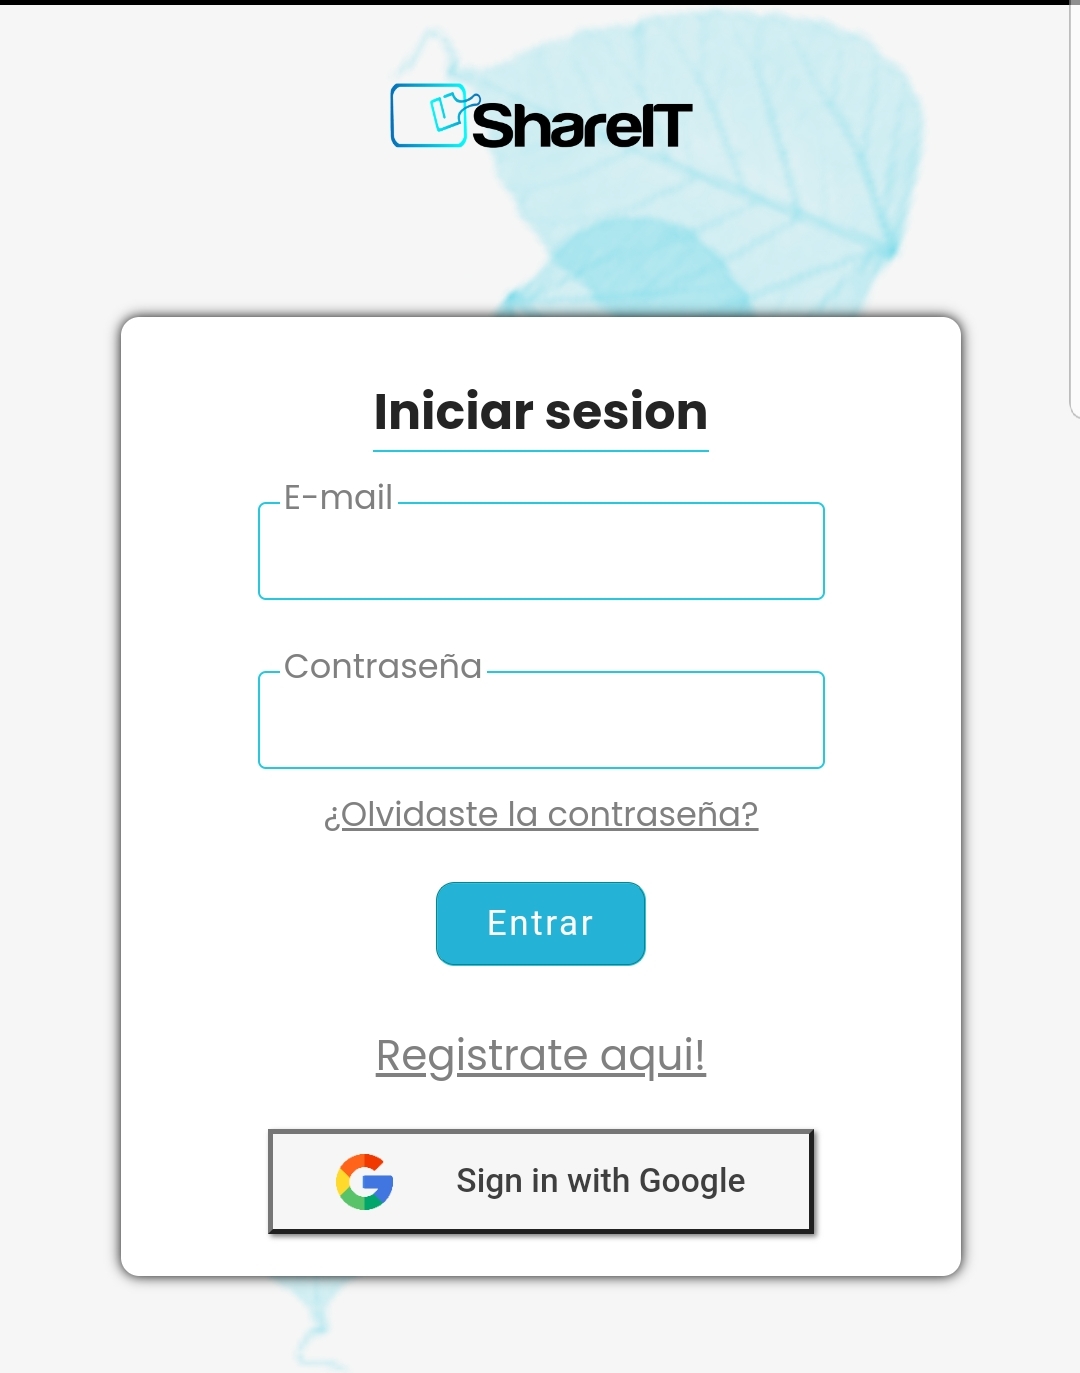 ShareIT
Iniciar sesion
E-mail
Contraseña
¿Olvidaste la contraseña?
Entrar
Registrate aqui!
Sign in with Google